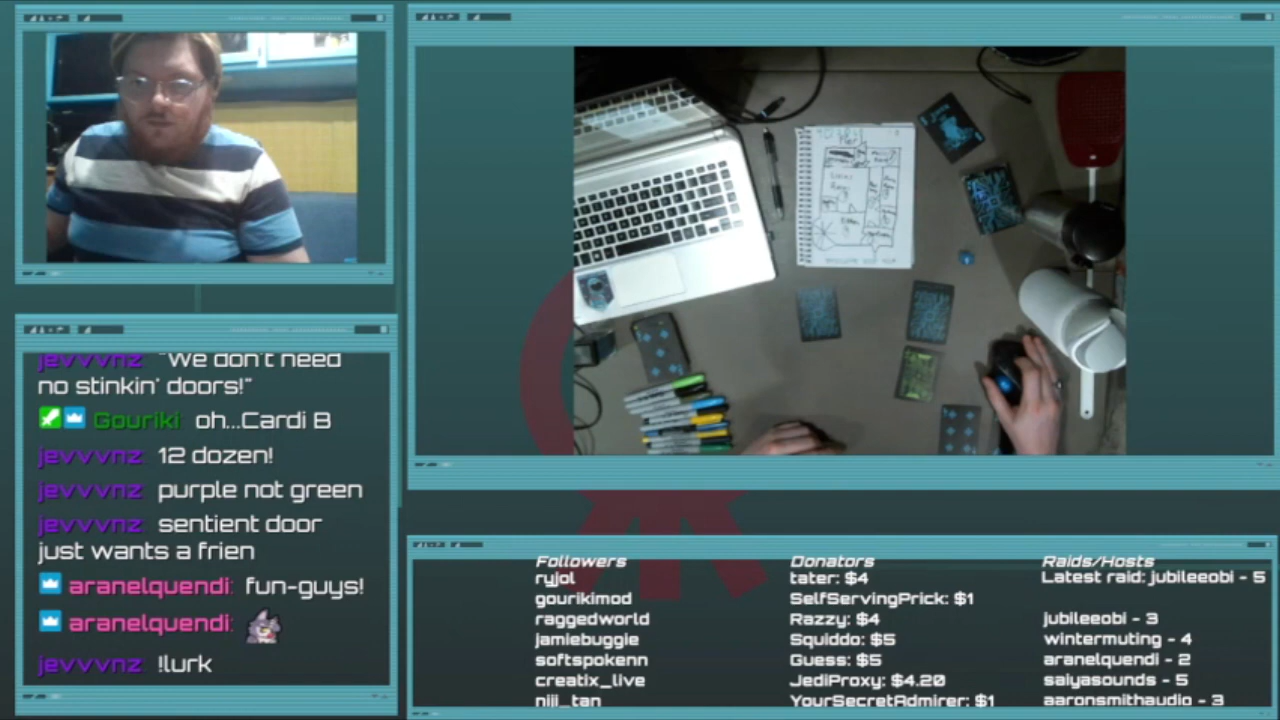 jevvvnz: "We don't need
no stinkin' doors!"
Gouriki: oh...Cardi B
jevvvnz: 12 dozen!
jevvvnz: purple not green
jevvvnz: sentient door
just wants a frien
aranelquendi: fun-guys!
aranelquendi:
jevvvnz: !lurk
Followers
ryjol
gourikimod
raggedworld
jamiebuggie
softspokenn
creatix_live
niji_tan
Donators
tater: $4
SelfServingPrick: $1
Razzy: $4
Squiddo: $5
Guess: $5
JediProxy: $4.20
YourSecretAdmirer: $1
Raids/Hosts
Latest raid: jubileeobi - 5
jubileeobi - 3
wintermuting - 4
aranelquendi - 2
saiyasounds - 5
aaronsmithaudio - 3